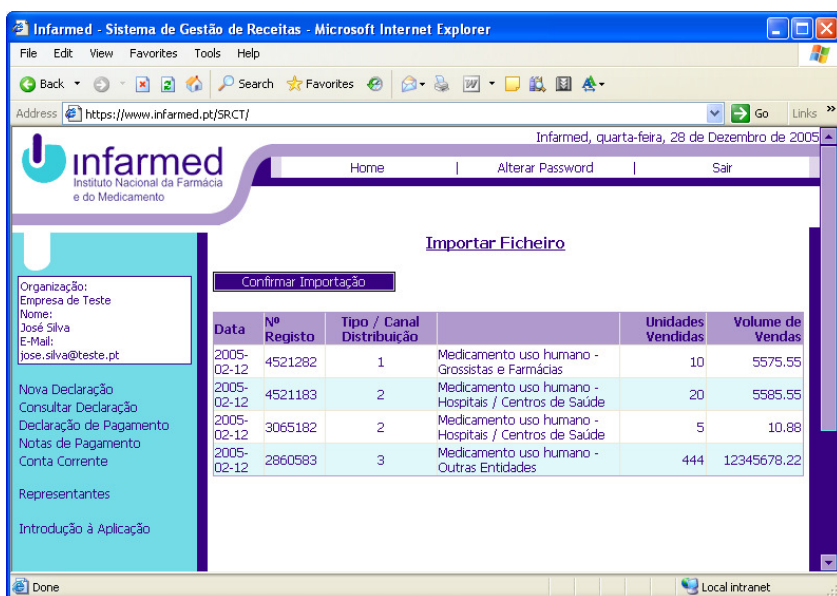 Infarmed - Sistema de Gestão de Receitas - Microsoft Internet Explorer
File Edit View Favorites Tools Help
Back Search Favorites
Address https://www.infarmed.pt/SRCT/ Go Links »
Infarmed, quarta-feira, 28 de Dezembro de 2005
infarmed
Instituto Nacional da Farmácia
e do Medicamento
Home | Alterar Password | Sair
Organização:
Empresa de Teste
Nome:
José Silva
E-Mail:
jose.silva@teste.pt
Nova Declaração
Consultar Declaração
Declaração de Pagamento
Notas de Pagamento
Conta Corrente
Representantes
Introdução à Aplicação
Importar Ficheiro
Confirmar Importação
Data Nº Registo Tipo / Canal Distribuição Unidades Vendidas Volume de Vendas
2005-02-12 4521282 1 Medicamento uso humano - Grossistas e Farmácias 10 5575.55
2005-02-12 4521183 2 Medicamento uso humano - Hospitais / Centros de Saúde 20 5585.55
2005-02-12 3065182 2 Medicamento uso humano - Hospitais / Centros de Saúde 5 10.88
2005-02-12 2860583 3 Medicamento uso humano - Outras Entidades 444 12345678.22
Done Local intranet